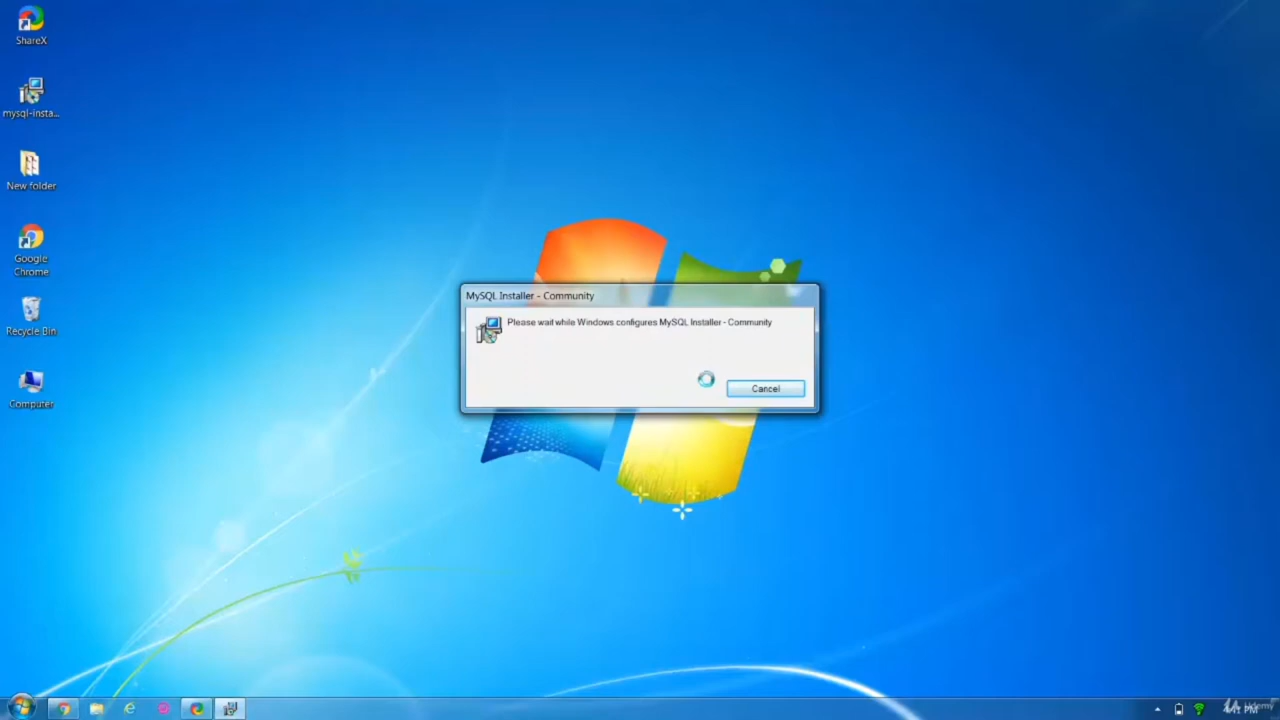 ShareX
mysql-insta...
New folder
Google
Chrome
Recycle Bin
Computer
MySQL Installer - Community
Please wait while Windows configures MySQL Installer - Community
Cancel
Udemy